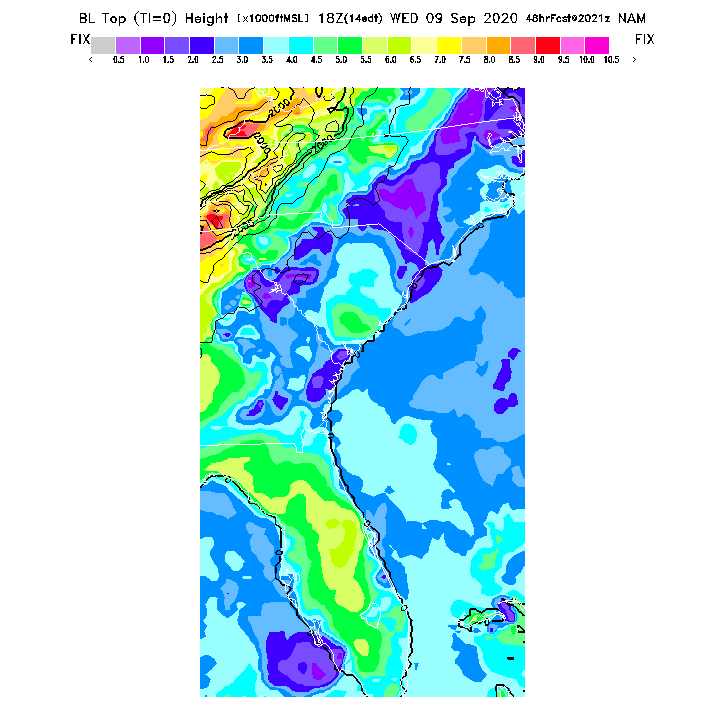 BL Top (TI=0) Height [x1000ftMSL] 18Z(14edt) WED 09 Sep 2020 48hrFcst@2021z NAM
FIX FIX
< 0.5 1.0 1.5 2.0 2.5 3.0 3.5 4.0 4.5 5.0 5.5 6.0 6.5 7.0 7.5 8.0 8.5 9.0 9.5 10.0 10.5 >
2000
2000
2000